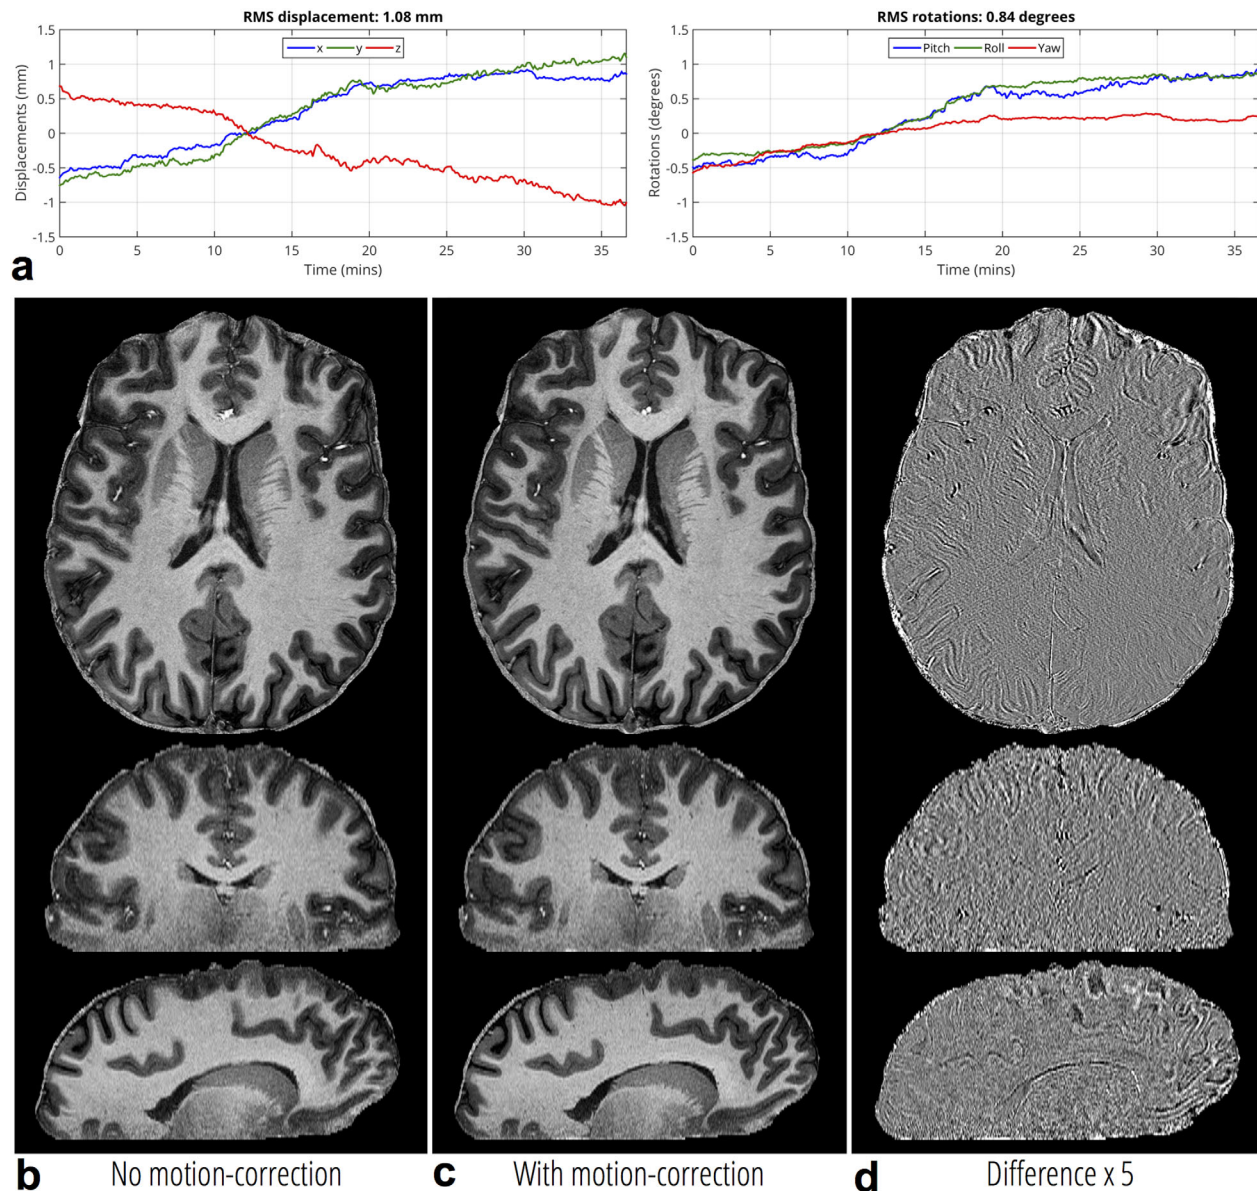 RMS displacement: 1.08 mm
x y z
Displacements (mm)
1.5
1
0.5
0
-0.5
-1
-1.5
0 5 10 15 20 25 30 35
Time (mins)
RMS rotations: 0.84 degrees
Pitch Roll Yaw
Rotations (degrees)
1.5
1
0.5
0
-0.5
-1
-1.5
0 5 10 15 20 25 30 35
Time (mins)
a
b No motion-correction
c With motion-correction
d Difference x 5